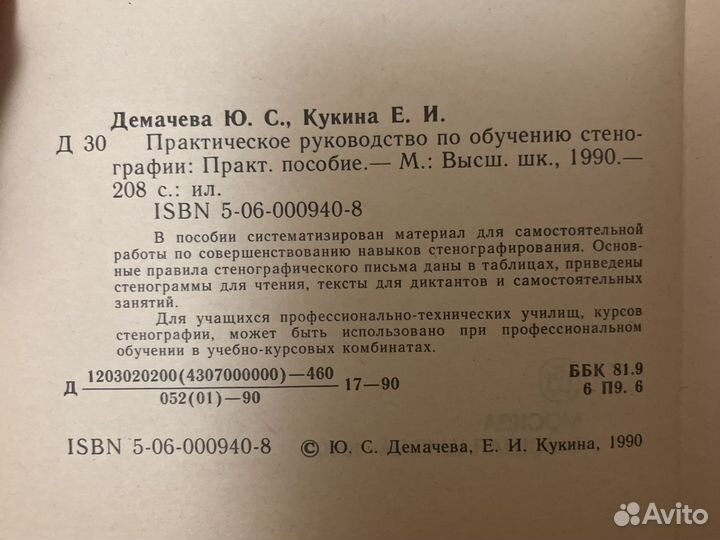 Демачева Ю. С., Кукина Е. И.
Д 30 Практическое руководство по обучению стено-
графии: Практ. пособие.— М.: Высш. шк., 1990.—
208 с.: ил.
ISBN 5-06-000940-8
В пособии систематизирован материал для самостоятельной
работы по совершенствованию навыков стенографирования. Основ-
ные правила стенографического письма даны в таблицах, приведены
стенограммы для чтения, тексты для диктантов и самостоятельных
занятий.
Для учащихся профессионально-технических училищ, курсов
стенографии, может быть использовано при профессиональном
обучении в учебно-курсовых комбинатах.
Д 1203020200(4307000000)—460 17—90
052(01)—90
ББК 81.9
6 П9. 6
ISBN 5-06-000940-8 © Ю. С. Демачева, Е. И. Кукина, 1990
МОСКВА
Avito